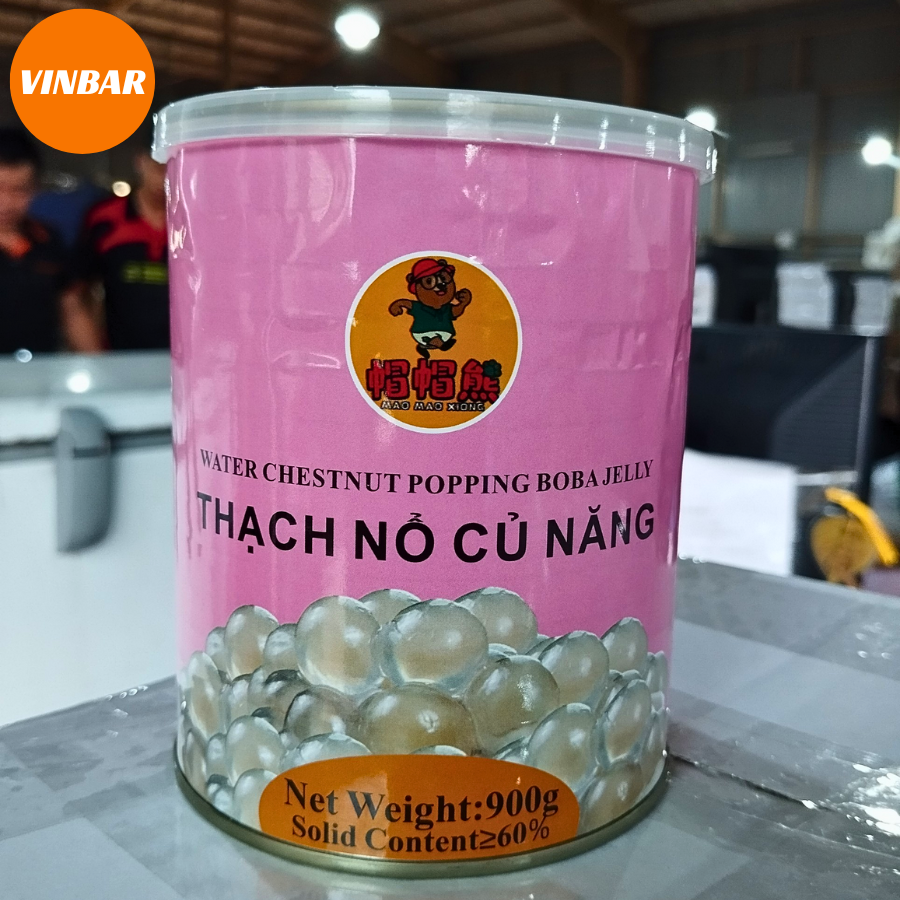 VINBAR
帽帽熊
MAO MAO XIONG
WATER CHESTNUT POPPING BOBA JELLY
THẠCH NỔ CỦ NĂNG
Net Weight:900g
Solid Content≥60%